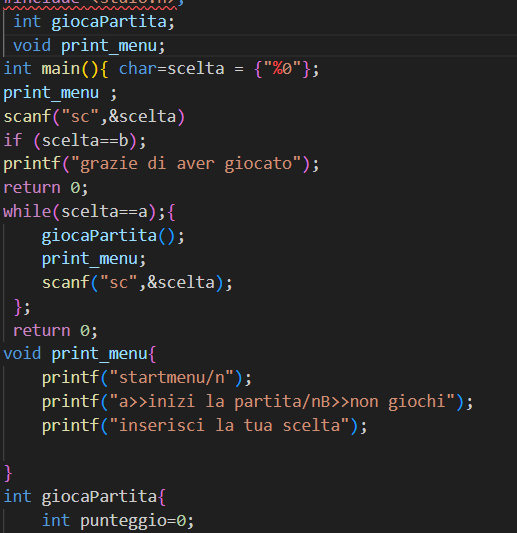 #include <stdio.h>;
int giocaPartita;
void print_menu;
int main(){ char=scelta = {"%0"};
print_menu ;
scanf("sc",&scelta)
if (scelta==b);
printf("grazie di aver giocato");
return 0;
while(scelta==a);{
giocaPartita();
print_menu;
scanf("sc",&scelta);
};
return 0;
void print_menu{
printf("startmenu/n");
printf("a>>inizi la partita/nB>>non giochi");
printf("inserisci la tua scelta");
}
int giocaPartita{
int punteggio=0;